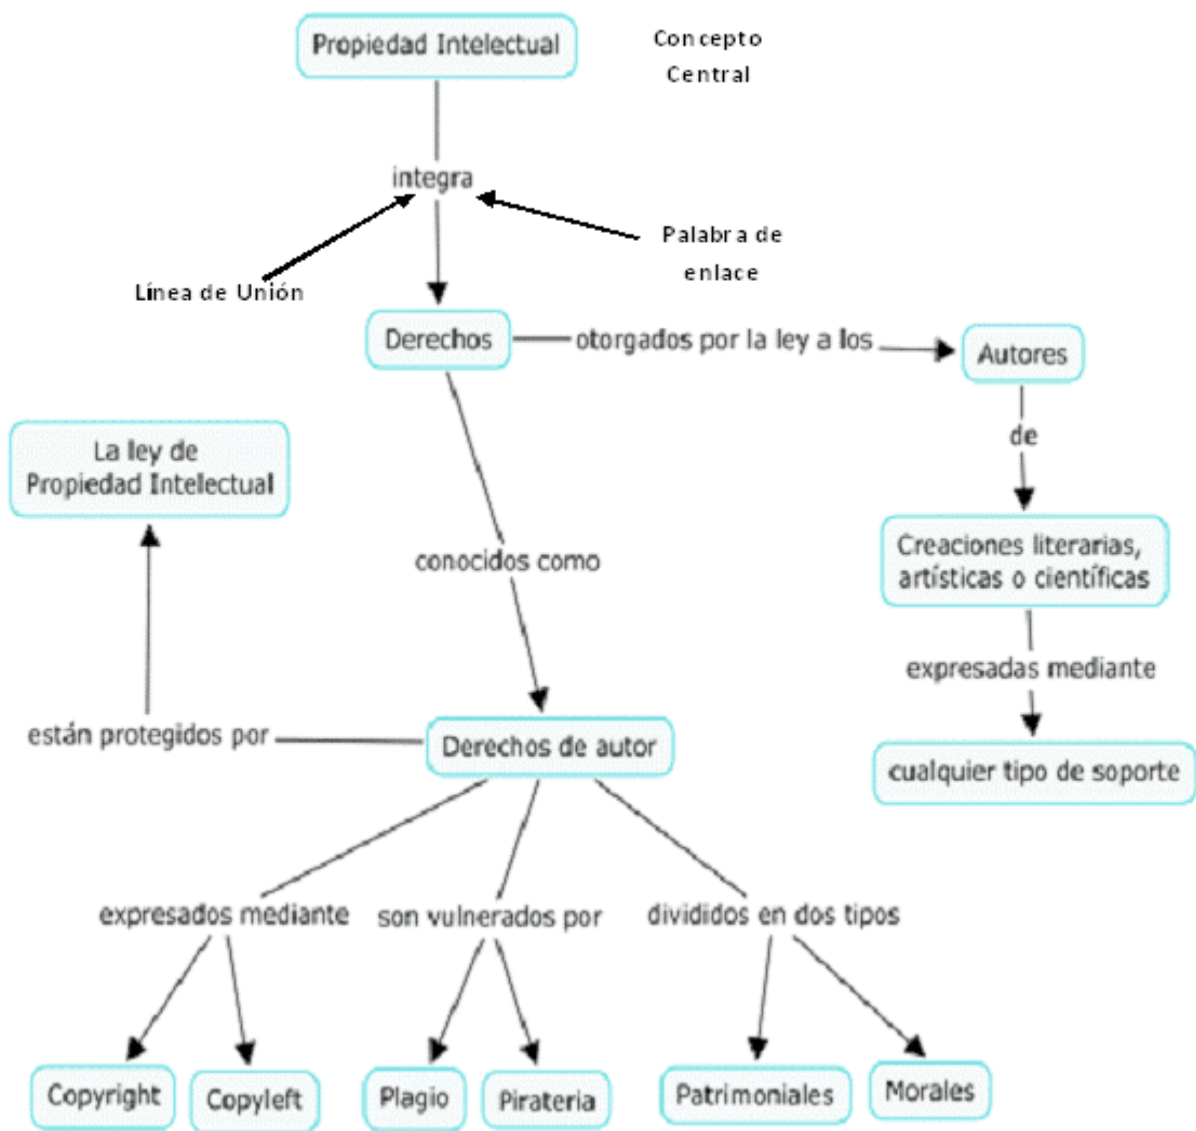 Propiedad Intelectual
Concepto
Central
integra
Palabra de
enlace
Línea de Unión
Derechos
otorgados por la ley a los
Autores
de
La ley de
Propiedad Intelectual
Creaciones literarias,
artísticas o científicas
conocidos como
expresadas mediante
están protegidos por
Derechos de autor
cualquier tipo de soporte
expresados mediante
son vulnerados por
divididos en dos tipos
Copyright
Copyleft
Plagio
Pirateria
Patrimoniales
Morales